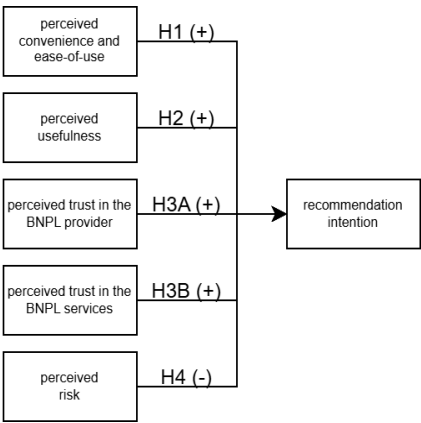 perceived
convenience and
ease-of-use
H1 (+)
perceived
usefulness
H2 (+)
perceived trust in the
BNPL provider
H3A (+)
recommendation
intention
perceived trust in the
BNPL services
H3B (+)
perceived
risk
H4 (-)